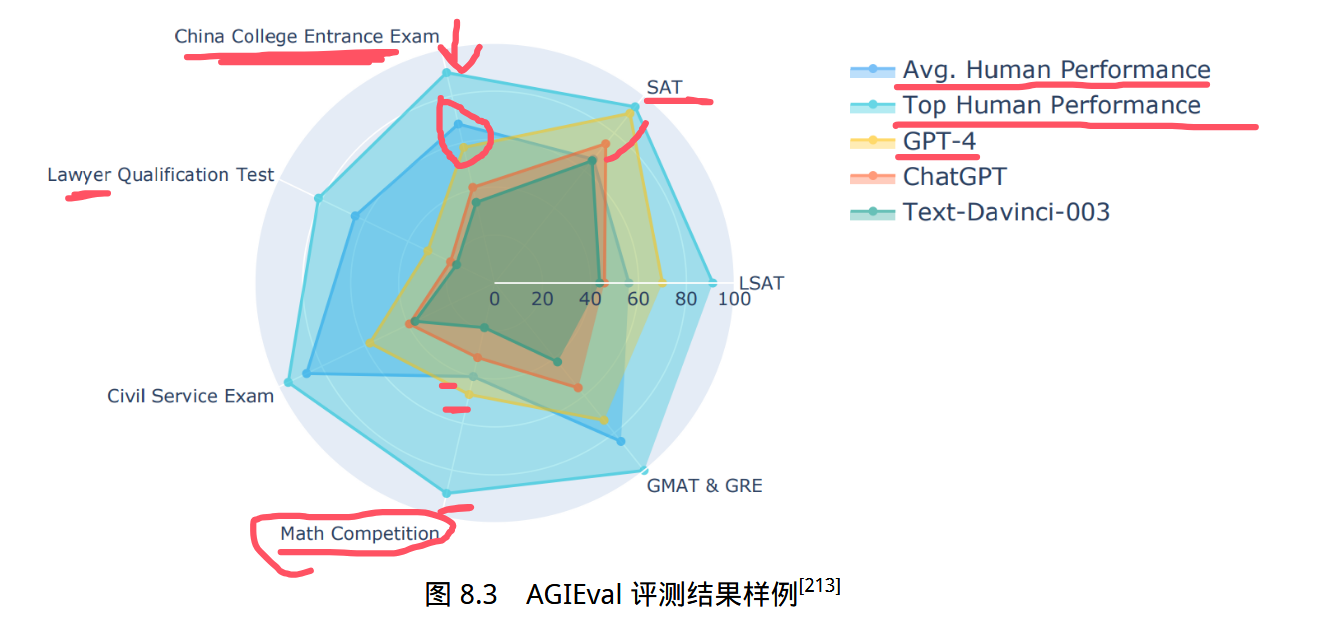 China College Entrance Exam
SAT
Avg. Human Performance
Top Human Performance
GPT-4
ChatGPT
Text-Davinci-003
Lawyer Qualification Test
LSAT
0 20 40 60 80 100
Civil Service Exam
GMAT & GRE
Math Competition
图 8.3 AGIEval 评测结果样例[213]